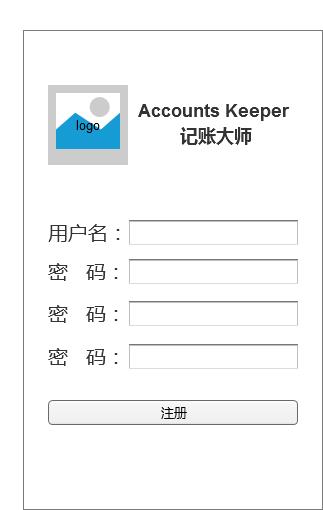 logo
Accounts Keeper
记账大师
用户名：
密 码：
密 码：
密 码：
注册